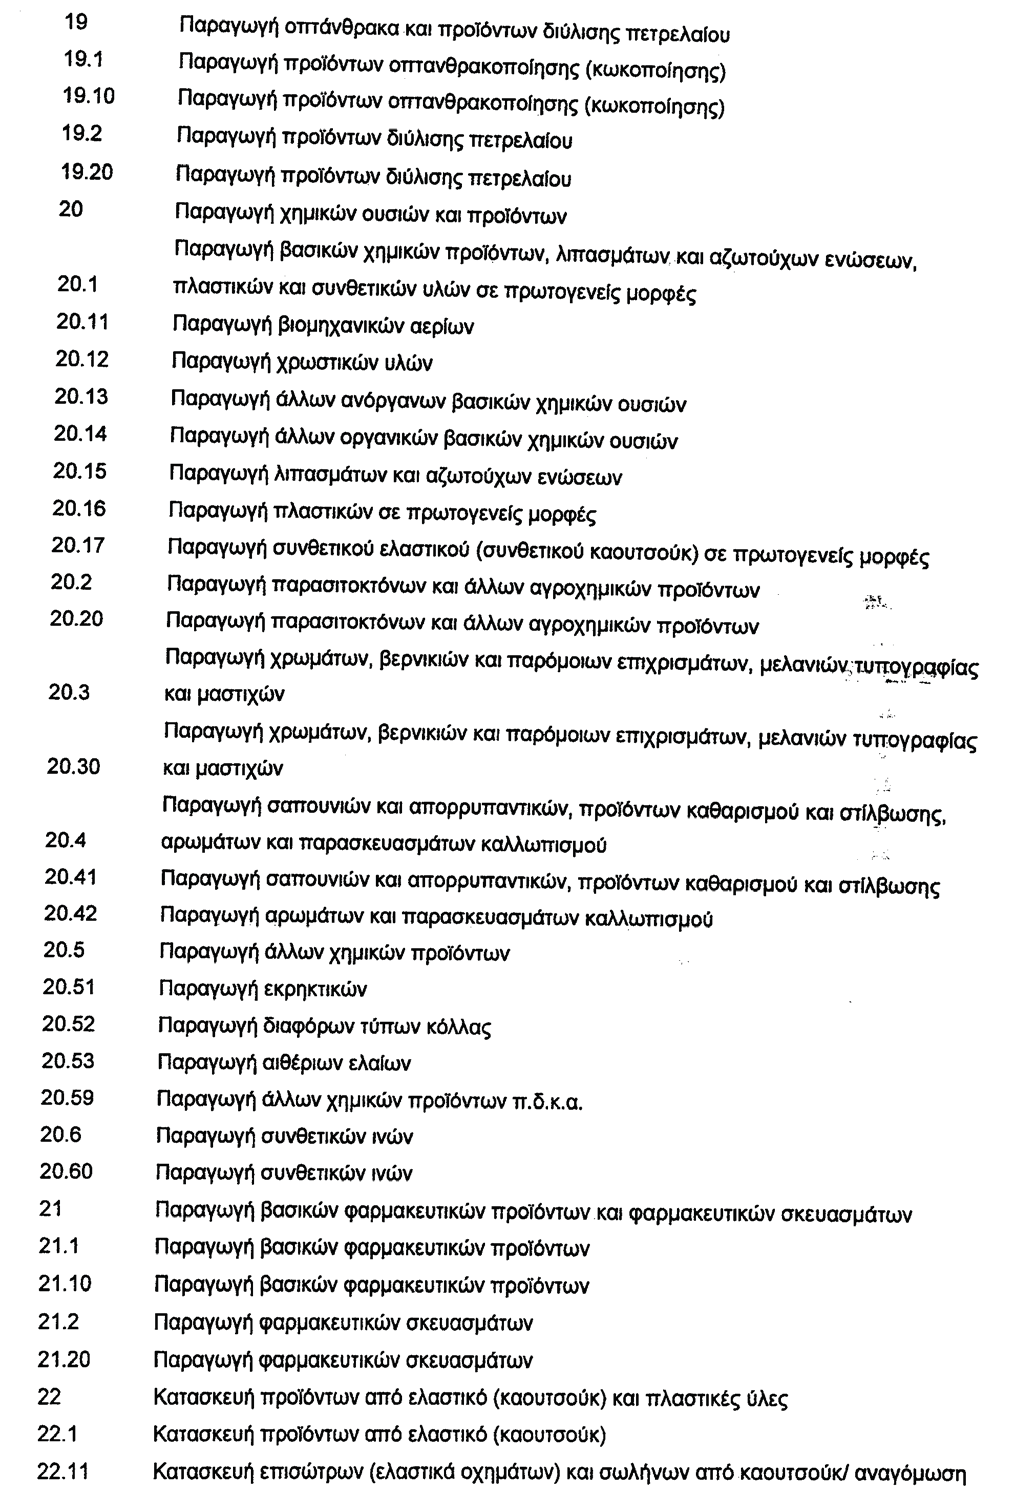 19 Παραγωγή οπτάνθρακα και προϊόντων διύλισης πετρελαίου
19.1 Παραγωγή προϊόντων οπτανθρακοποίησης (κωκοποίησης)
19.10 Παραγωγή προϊόντων οπτανθρακοποίησης (κωκοποίησης)
19.2 Παραγωγή προϊόντων διύλισης πετρελαίου
19.20 Παραγωγή προϊόντων διύλισης πετρελαίου
20 Παραγωγή χημικών ουσιών και προϊόντων
Παραγωγή βασικών χημικών προϊόντων, λιπασμάτων και αζωτούχων ενώσεων,
20.1 πλαστικών και συνθετικών υλών σε πρωτογενείς μορφές
20.11 Παραγωγή βιομηχανικών αερίων
20.12 Παραγωγή χρωστικών υλών
20.13 Παραγωγή άλλων ανόργανων βασικών χημικών ουσιών
20.14 Παραγωγή άλλων οργανικών βασικών χημικών ουσιών
20.15 Παραγωγή λιπασμάτων και αζωτούχων ενώσεων
20.16 Παραγωγή πλαστικών σε πρωτογενείς μορφές
20.17 Παραγωγή συνθετικού ελαστικού (συνθετικού καουτσούκ) σε πρωτογενείς μορφές
20.2 Παραγωγή παρασιτοκτόνων και άλλων αγροχημικών προϊόντων
20.20 Παραγωγή παρασιτοκτόνων και άλλων αγροχημικών προϊόντων
Παραγωγή χρωμάτων, βερνικιών και παρόμοιων επιχρισμάτων, μελανιών τυπογραφίας
20.3 και μαστιχών
Παραγωγή χρωμάτων, βερνικιών και παρόμοιων επιχρισμάτων, μελανιών τυπογραφίας
20.30 και μαστιχών
Παραγωγή σαπουνιών και απορρυπαντικών, προϊόντων καθαρισμού και στίλβωσης,
20.4 αρωμάτων και παρασκευασμάτων καλλωπισμού
20.41 Παραγωγή σαπουνιών και απορρυπαντικών, προϊόντων καθαρισμού και στίλβωσης
20.42 Παραγωγή αρωμάτων και παρασκευασμάτων καλλωπισμού
20.5 Παραγωγή άλλων χημικών προϊόντων
20.51 Παραγωγή εκρηκτικών
20.52 Παραγωγή διαφόρων τύπων κόλλας
20.53 Παραγωγή αιθέριων ελαίων
20.59 Παραγωγή άλλων χημικών προϊόντων π.δ.κ.α.
20.6 Παραγωγή συνθετικών ινών
20.60 Παραγωγή συνθετικών ινών
21 Παραγωγή βασικών φαρμακευτικών προϊόντων και φαρμακευτικών σκευασμάτων
21.1 Παραγωγή βασικών φαρμακευτικών προϊόντων
21.10 Παραγωγή βασικών φαρμακευτικών προϊόντων
21.2 Παραγωγή φαρμακευτικών σκευασμάτων
21.20 Παραγωγή φαρμακευτικών σκευασμάτων
22 Κατασκευή προϊόντων από ελαστικό (καουτσούκ) και πλαστικές ύλες
22.1 Κατασκευή προϊόντων από ελαστικό (καουτσούκ)
22.11 Κατασκευή επισώτρων (ελαστικά οχημάτων) και σωλήνων από καουτσούκ/ αναγόμωση